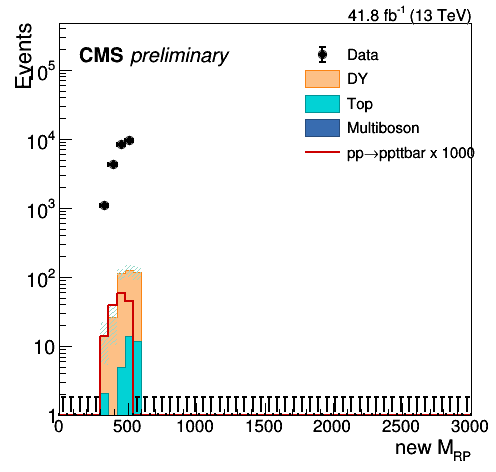 41.8 fb⁻¹ (13 TeV)
Events
CMS preliminary
Data
DY
Top
Multiboson
pp→ppttbar x 1000
10⁵
10⁴
10³
10²
10
1
0 500 1000 1500 2000 2500 3000
new M_RP